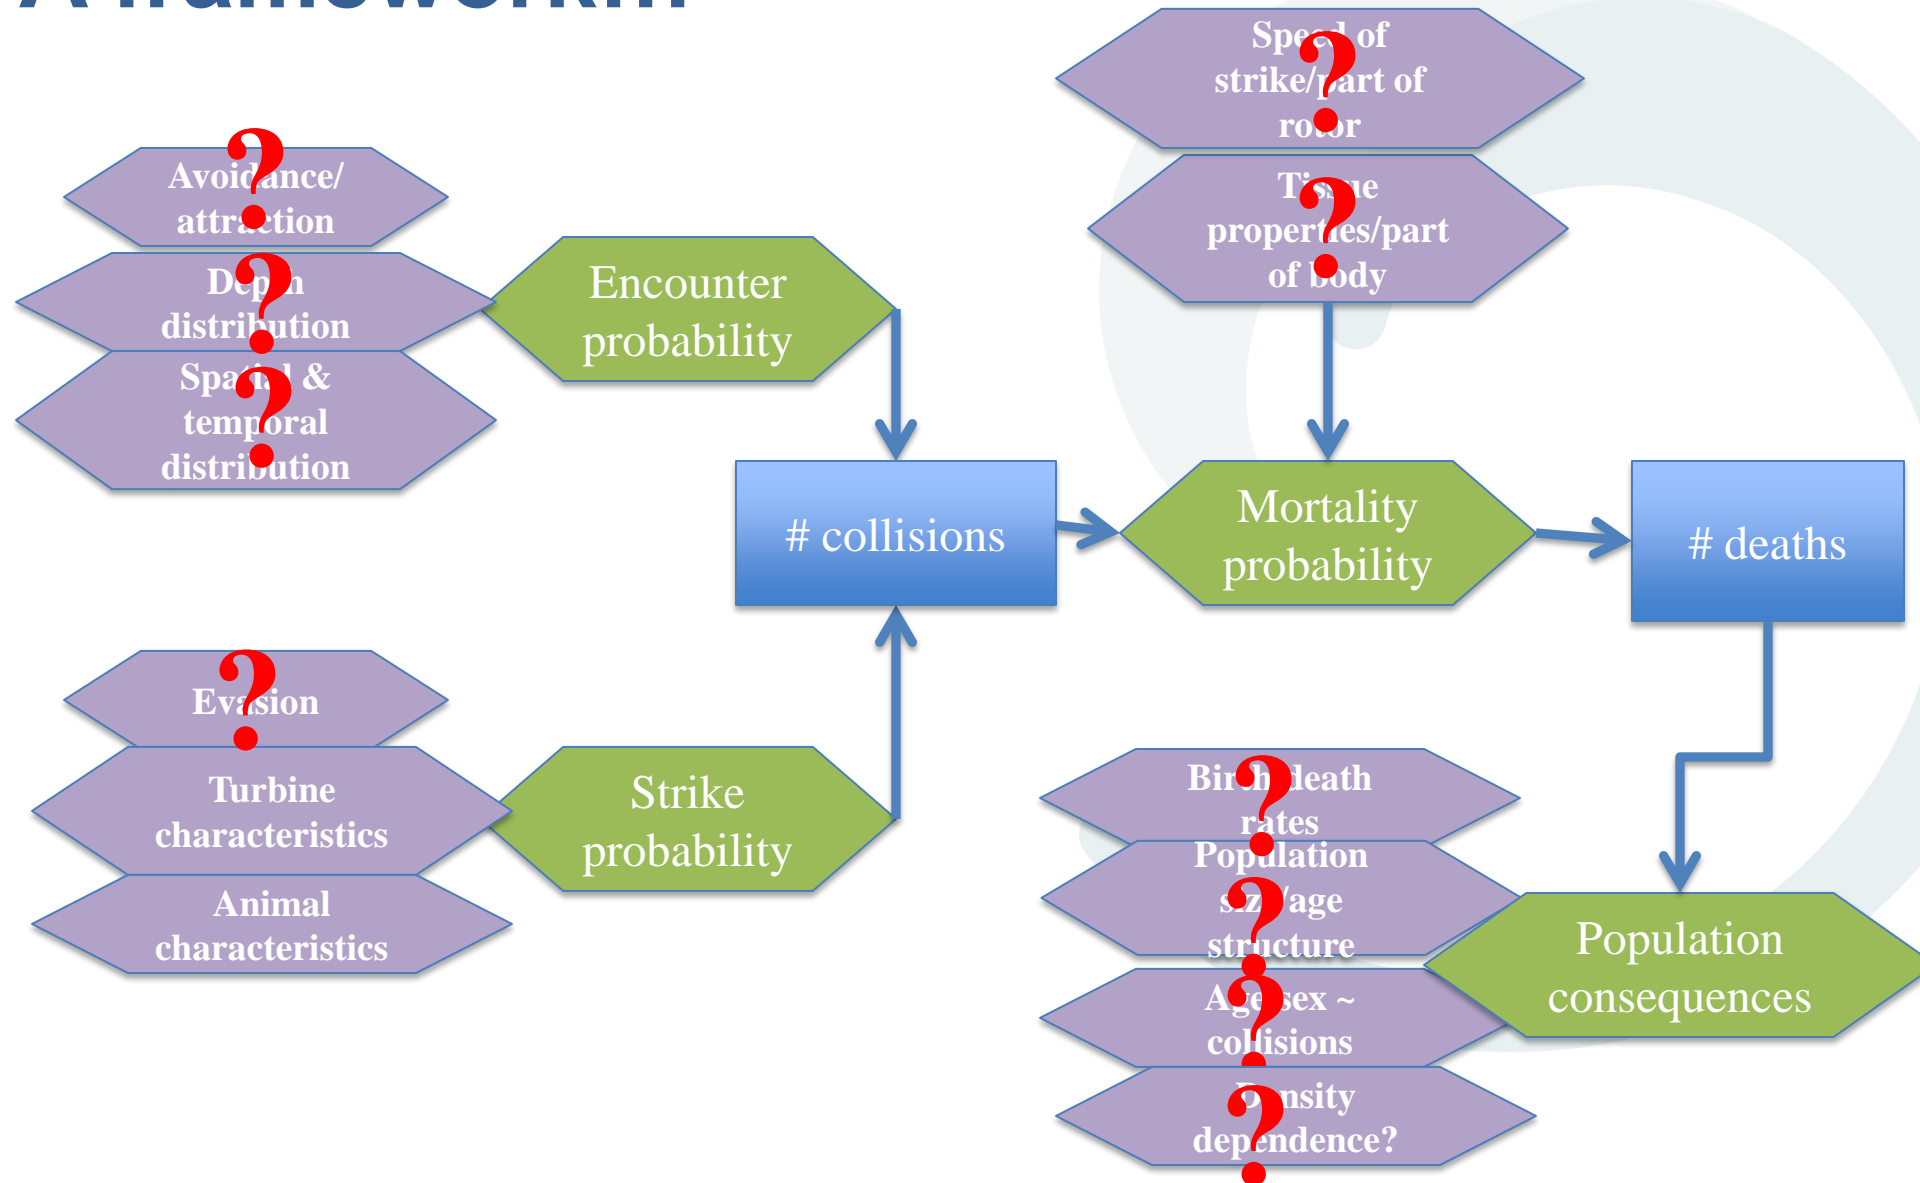 A framework...
Speed of
strike/part of
rotor
Tissue
properties/part
of body
Avoidance/
attraction
Depth
distribution
Spatial &
temporal
distribution
Encounter
probability
# collisions
Mortality
probability
# deaths
Evasion
Turbine
characteristics
Animal
characteristics
Strike
probability
Birth/death
rates
Population
size/age
structure
Age/sex ~
collisions
Density
dependence?
Population
consequences
?
?
?
?
?
?
?
?
?
?